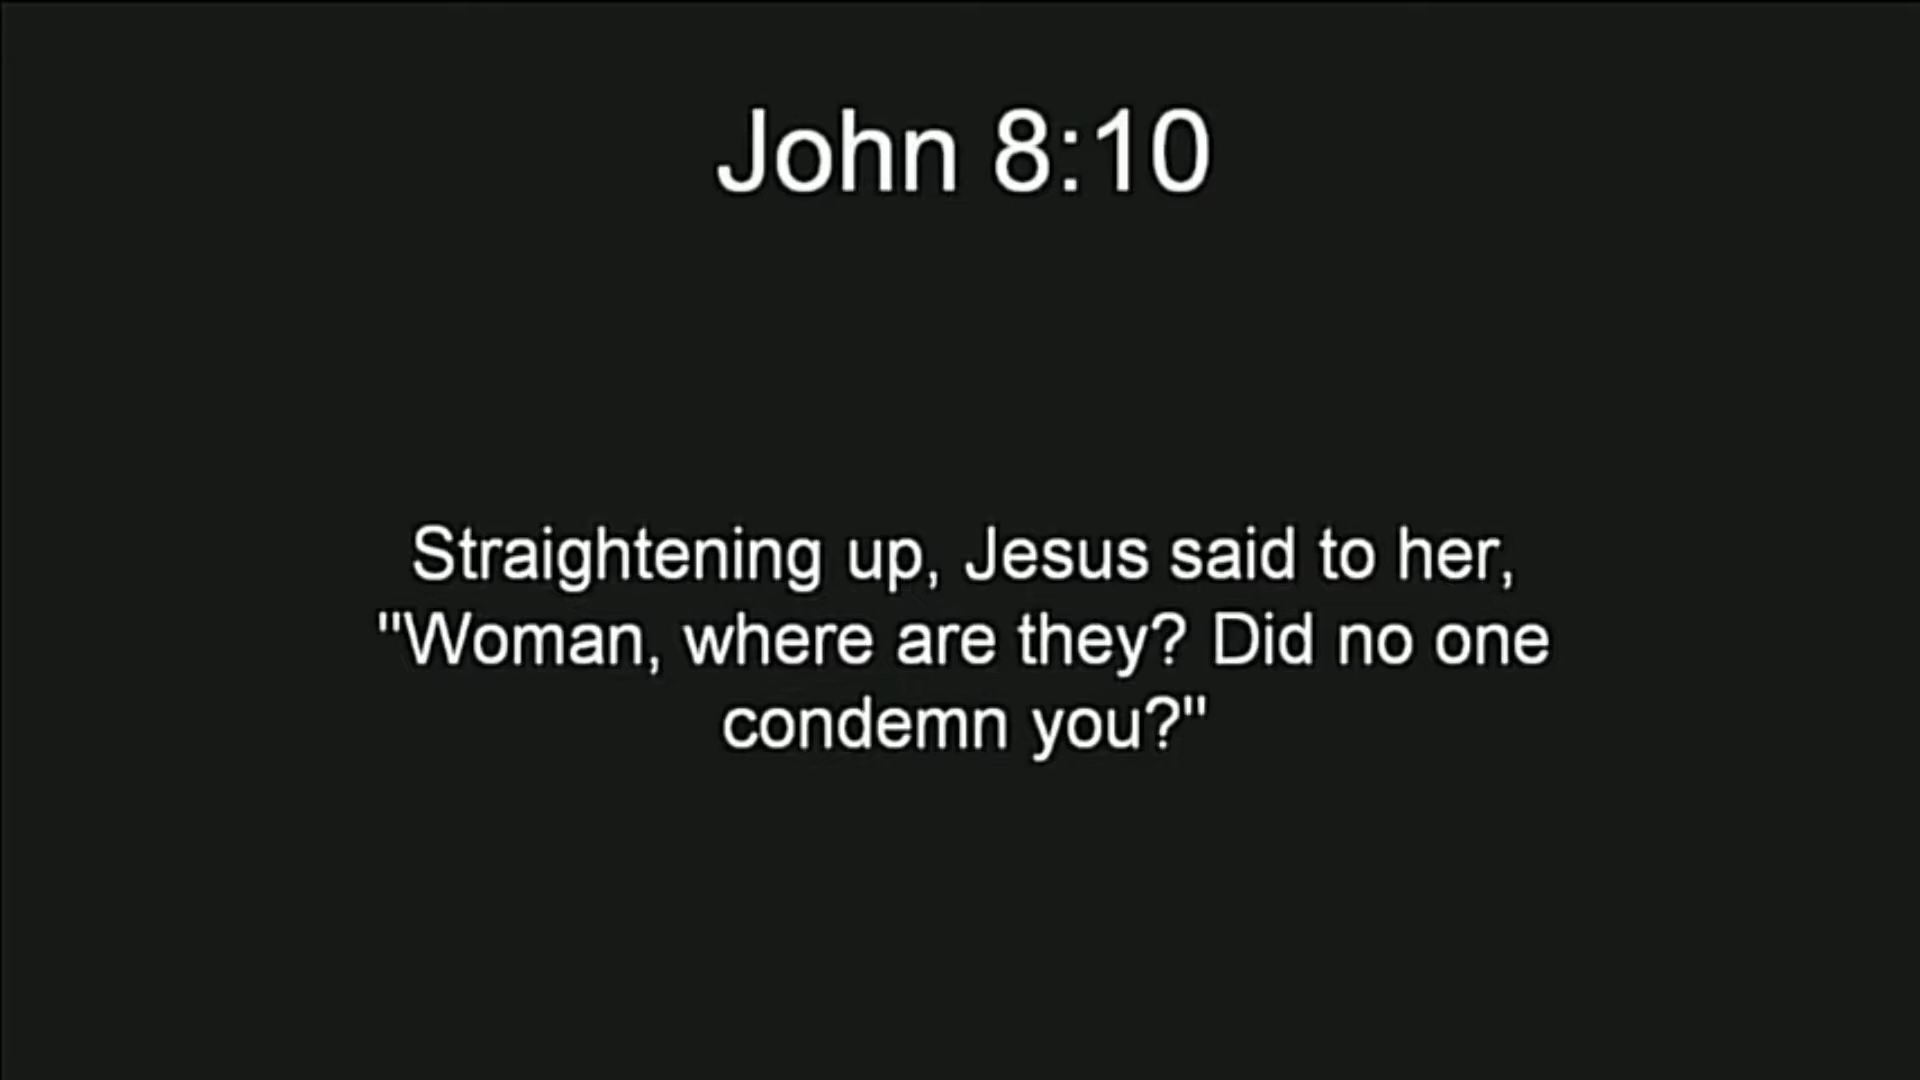 John 8:10
Straightening up, Jesus said to her,
"Woman, where are they? Did no one
condemn you?"